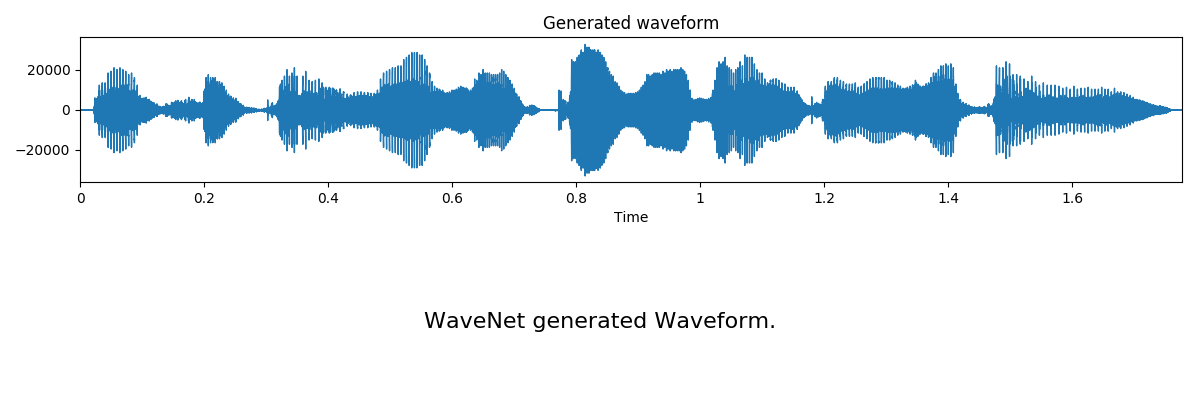 Generated waveform
20000
0
−20000
0 0.2 0.4 0.6 0.8 1 1.2 1.4 1.6
Time
WaveNet generated Waveform.